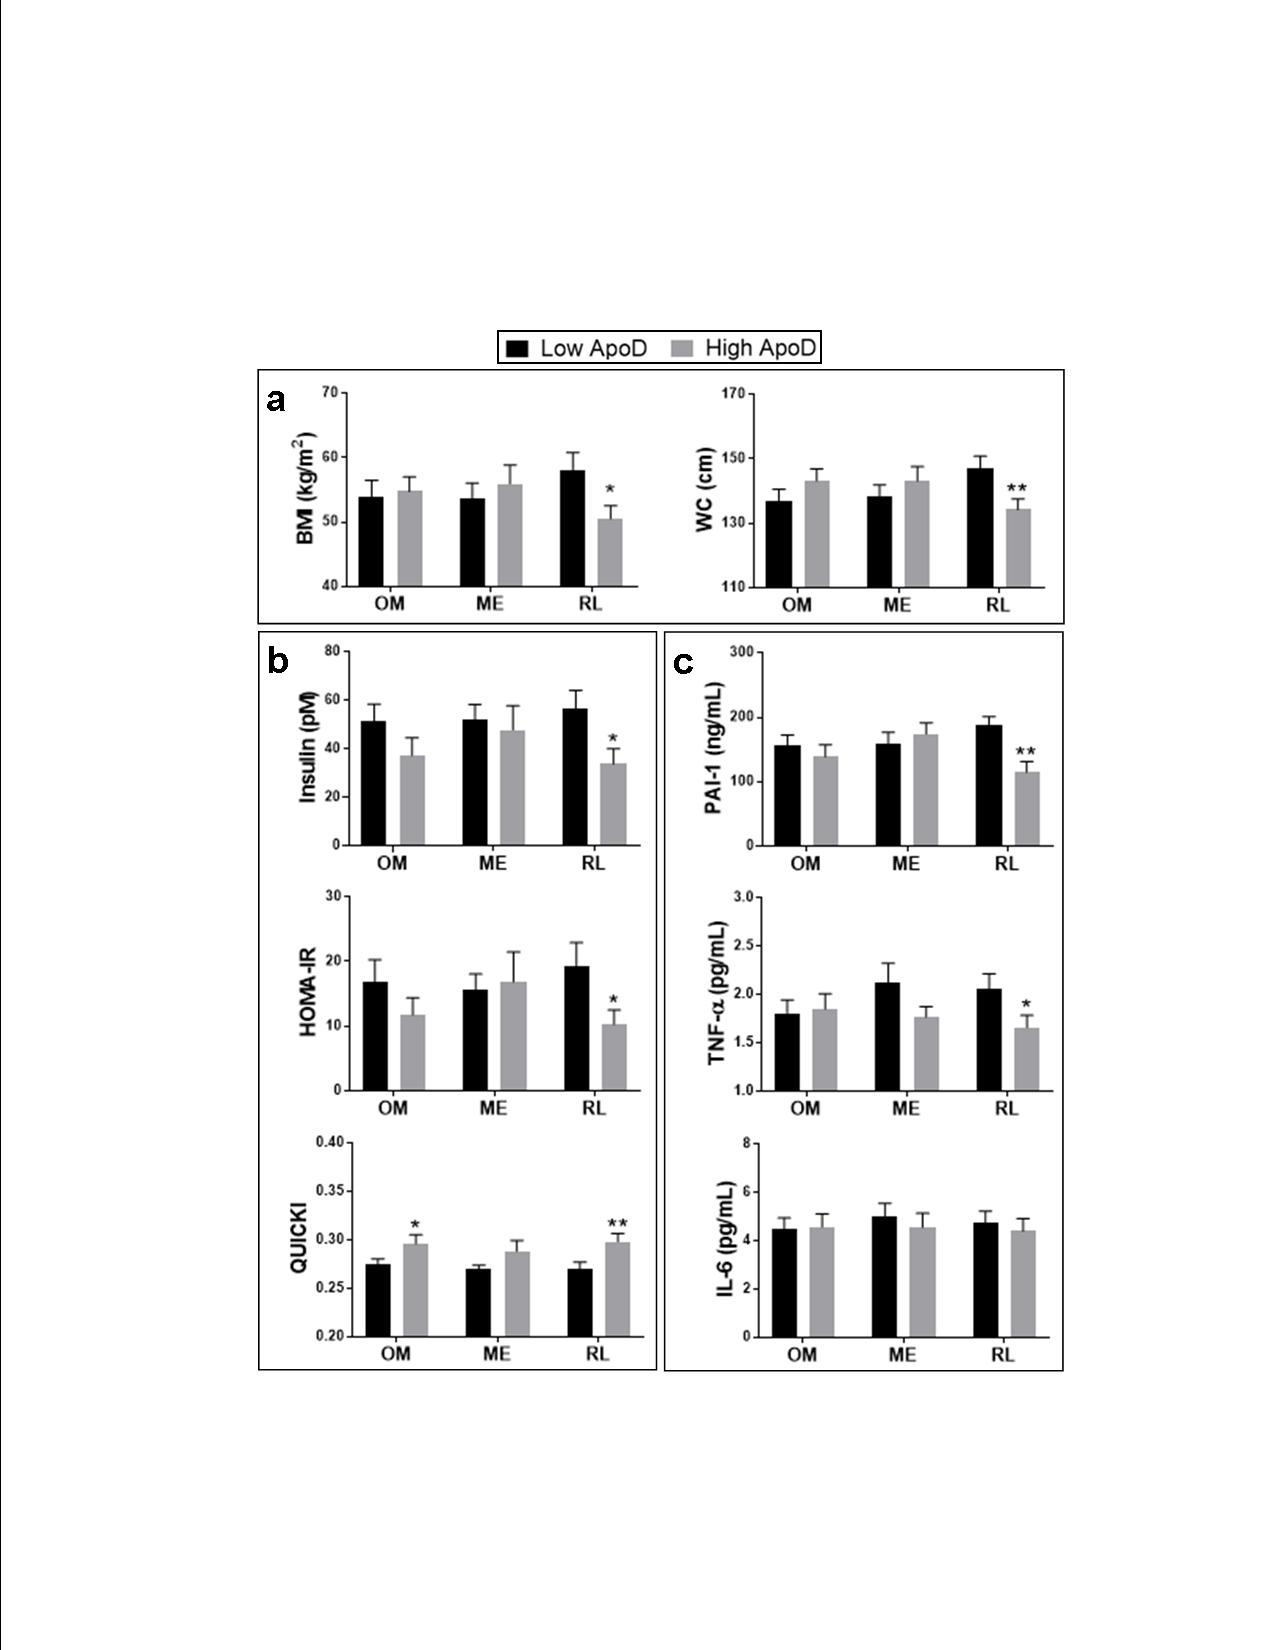 Low ApoD High ApoD
a
BMI (kg/m2)
70
60
50
40
*
OM ME RL
WC (cm)
170
150
130
110
**
OM ME RL
b
Insulin (pM)
80
60
40
20
0
*
OM ME RL
HOMA-IR
30
20
10
0
*
OM ME RL
QUICKI
0.40
0.35
0.30
0.25
0.20
* **
OM ME RL
c
PAI-1 (ng/mL)
300
200
100
0
**
OM ME RL
TNF-α (pg/mL)
3.0
2.5
2.0
1.5
1.0
*
OM ME RL
IL-6 (pg/mL)
8
6
4
2
0
OM ME RL